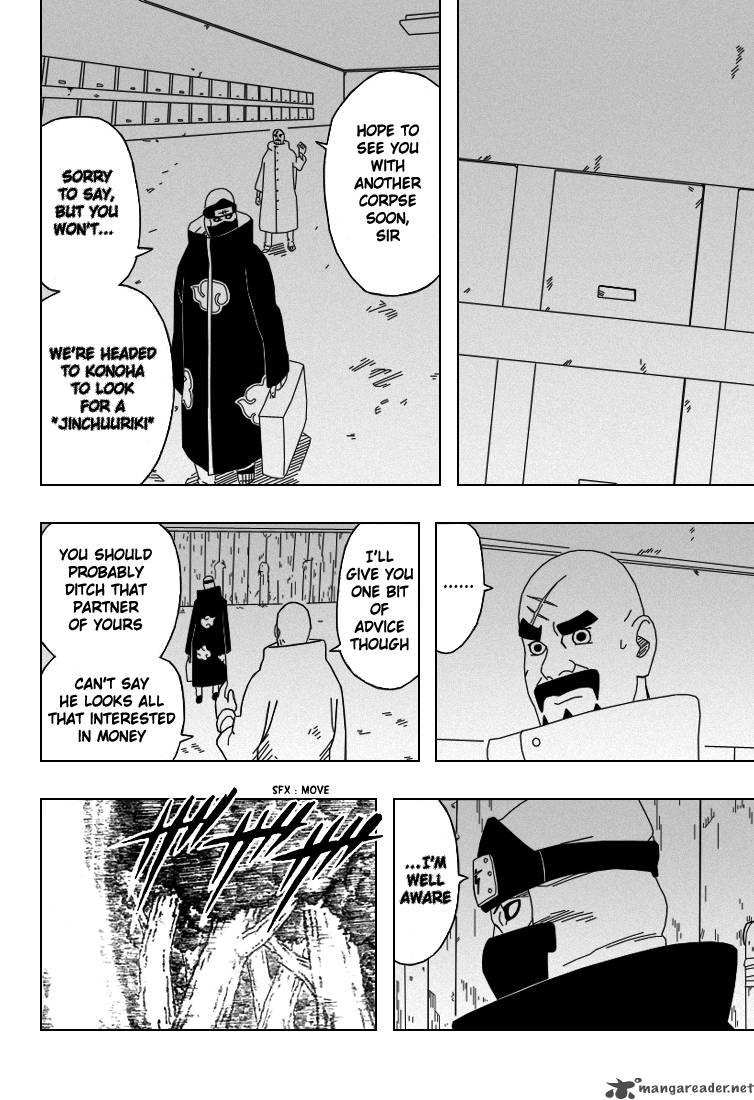 HOPE TO
SEE YOU
WITH
ANOTHER
CORPSE
SOON,
SIR
SORRY
TO SAY,
BUT YOU
WON'T...
WE'RE HEADED
TO KONOHA
TO LOOK
FOR A
"JINCHUURIKI"
......
I'LL
GIVE YOU
ONE BIT
OF
ADVICE
THOUGH
YOU SHOULD
PROBABLY
DITCH THAT
PARTNER
OF YOURS
CAN'T SAY
HE LOOKS ALL
THAT INTERESTED
IN MONEY
...I'M
WELL
AWARE
SFX : MOVE
mangareader.net